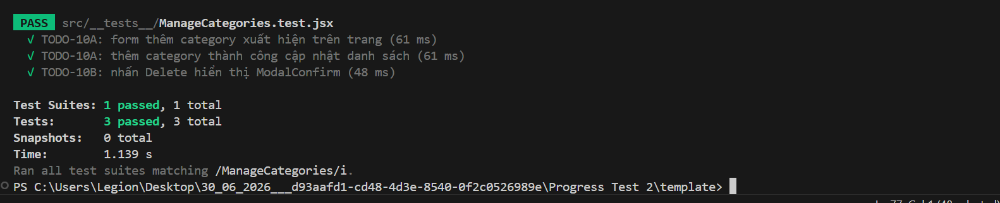 PASS src/__tests__/ManageCategories.test.jsx
√ TODO-10A: form thêm category xuất hiện trên trang (61 ms)
√ TODO-10A: thêm category thành công cập nhật danh sách (61 ms)
√ TODO-10B: nhấn Delete hiển thị ModalConfirm (48 ms)
Test Suites: 1 passed, 1 total
Tests: 3 passed, 3 total
Snapshots: 0 total
Time: 1.139 s
Ran all test suites matching /ManageCategories/i.
PS C:\Users\Legion\Desktop\30_06_2026___d93aafd1-cd48-4d3e-8540-0f2c0526989e\Progress Test 2\template>